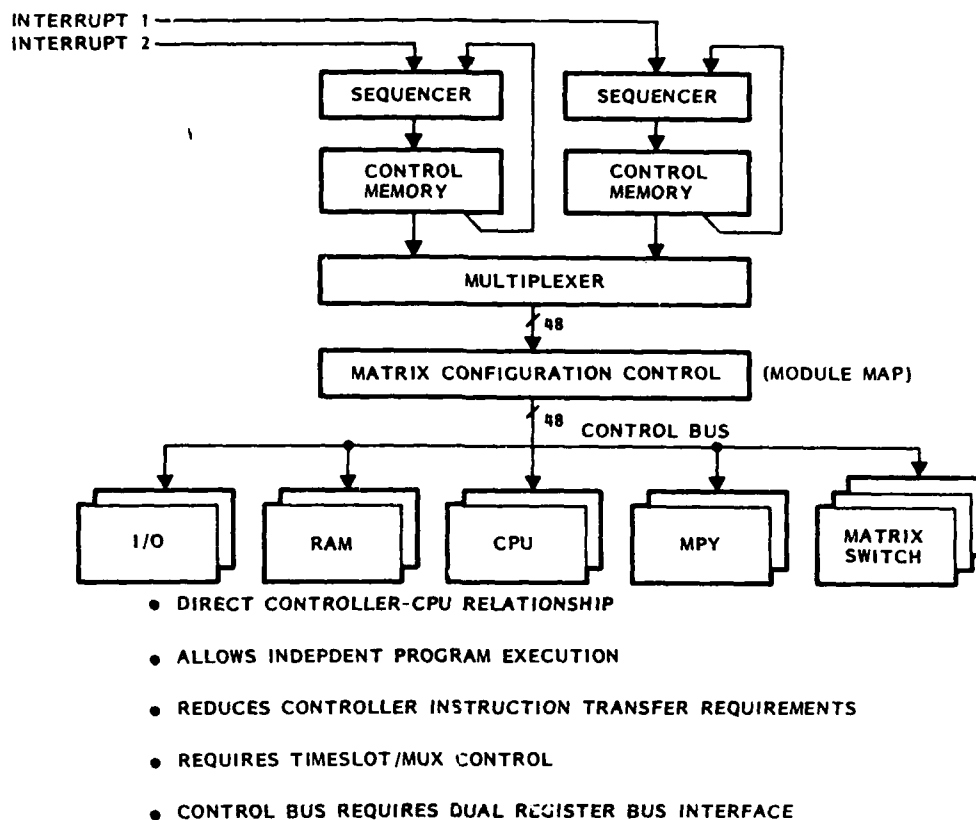 INTERRUPT 1
INTERRUPT 2
SEQUENCER
SEQUENCER
CONTROL
MEMORY
CONTROL
MEMORY
MULTIPLEXER
48
MATRIX CONFIGURATION CONTROL (MODULE MAP)
48
CONTROL BUS
I/O
RAM
CPU
MPY
MATRIX
SWITCH
• DIRECT CONTROLLER-CPU RELATIONSHIP
• ALLOWS INDEPDENT PROGRAM EXECUTION
• REDUCES CONTROLLER INSTRUCTION TRANSFER REQUIREMENTS
• REQUIRES TIMESLOT/MUX CONTROL
• CONTROL BUS REQUIRES DUAL REGISTER BUS INTERFACE